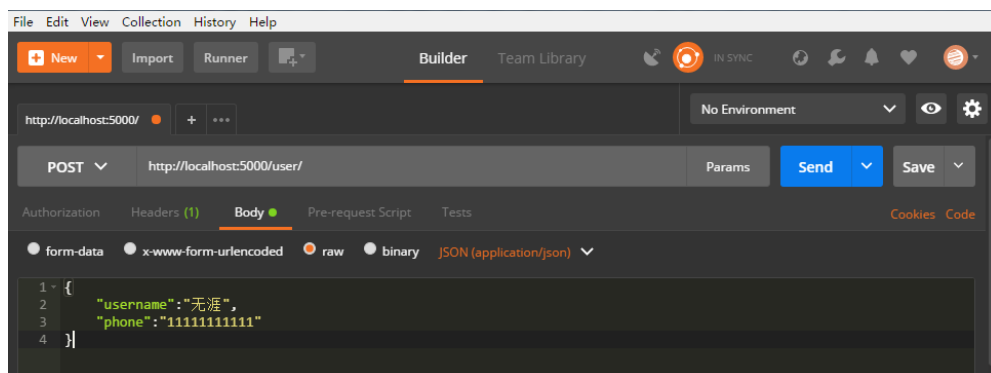 File Edit View Collection History Help
New Import Runner Builder Team Library IN SYNC
http://localhost:5000/ + ••• No Environment
POST http://localhost:5000/user/ Params Send Save
Authorization Headers (1) Body Pre-request Script Tests Cookies Code
form-data x-www-form-urlencoded raw binary JSON (application/json)
1 {
2 "username":"无涯",
3 "phone":"11111111111"
4 }